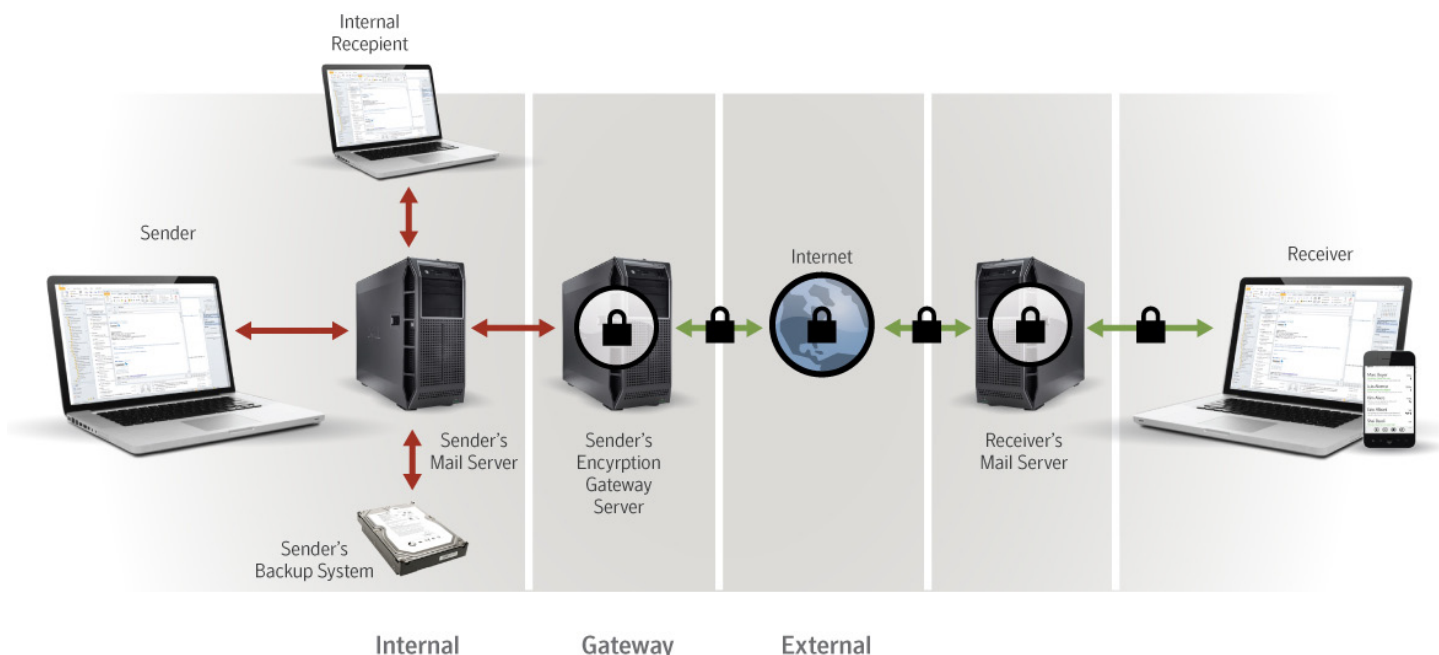 Internal
Recepient
Sender
Internet
Receiver
Sender's
Mail Server
Sender's
Encyrption
Gateway
Server
Receiver's
Mail Server
Sender's
Backup System
Internal
Gateway
External